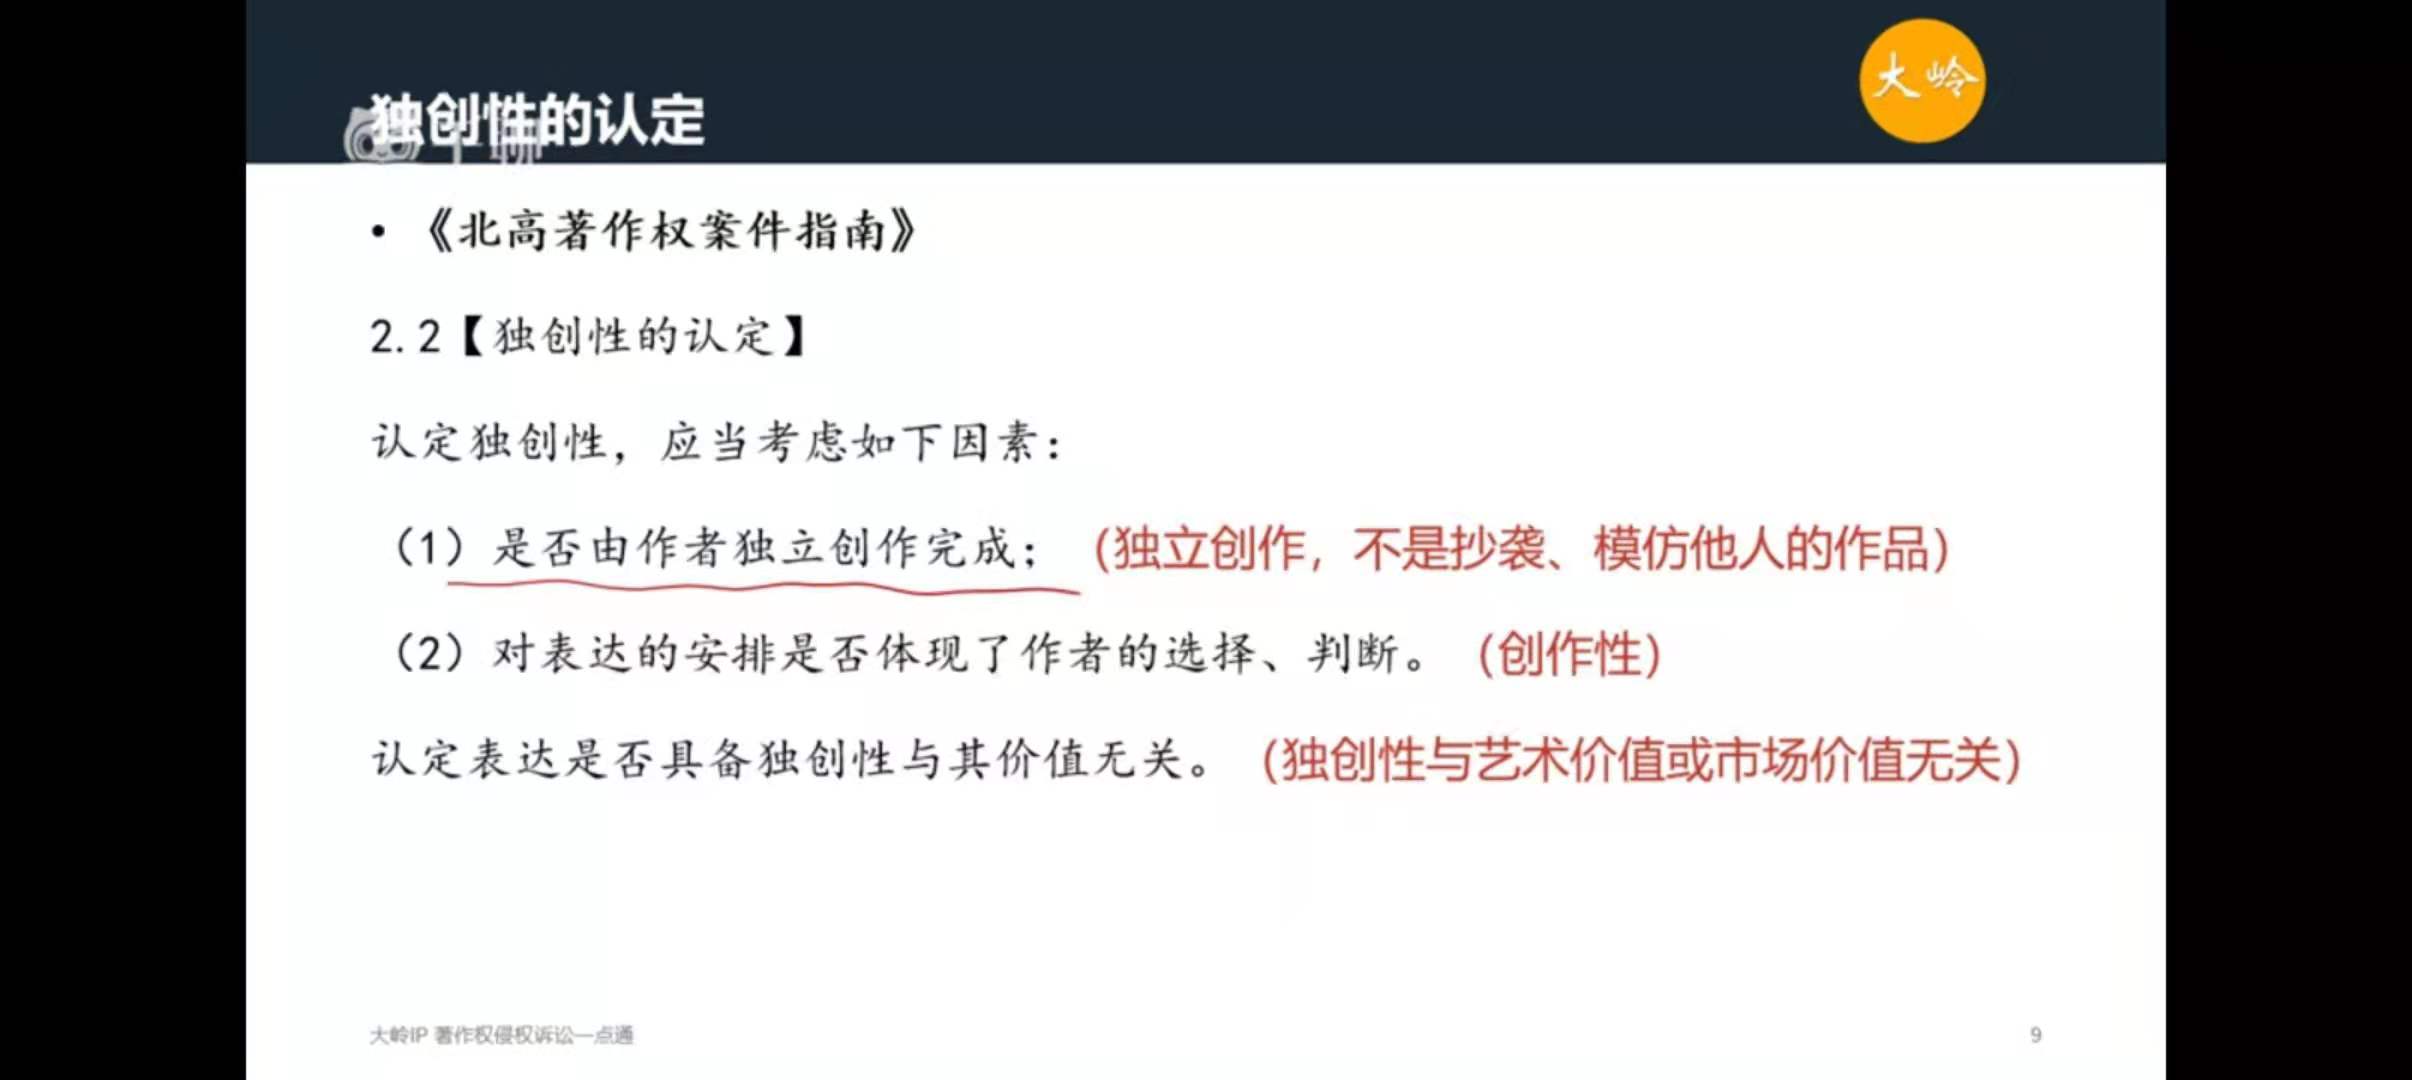 大岭
独创性的认定
千聊
• 《北高著作权案件指南》
2.2【独创性的认定】
认定独创性，应当考虑如下因素：
（1）是否由作者独立创作完成；（独立创作，不是抄袭、模仿他人的作品）
（2）对表达的安排是否体现了作者的选择、判断。（创作性）
认定表达是否具备独创性与其价值无关。（独创性与艺术价值或市场价值无关）
大岭IP 著作权侵权诉讼一点通
9